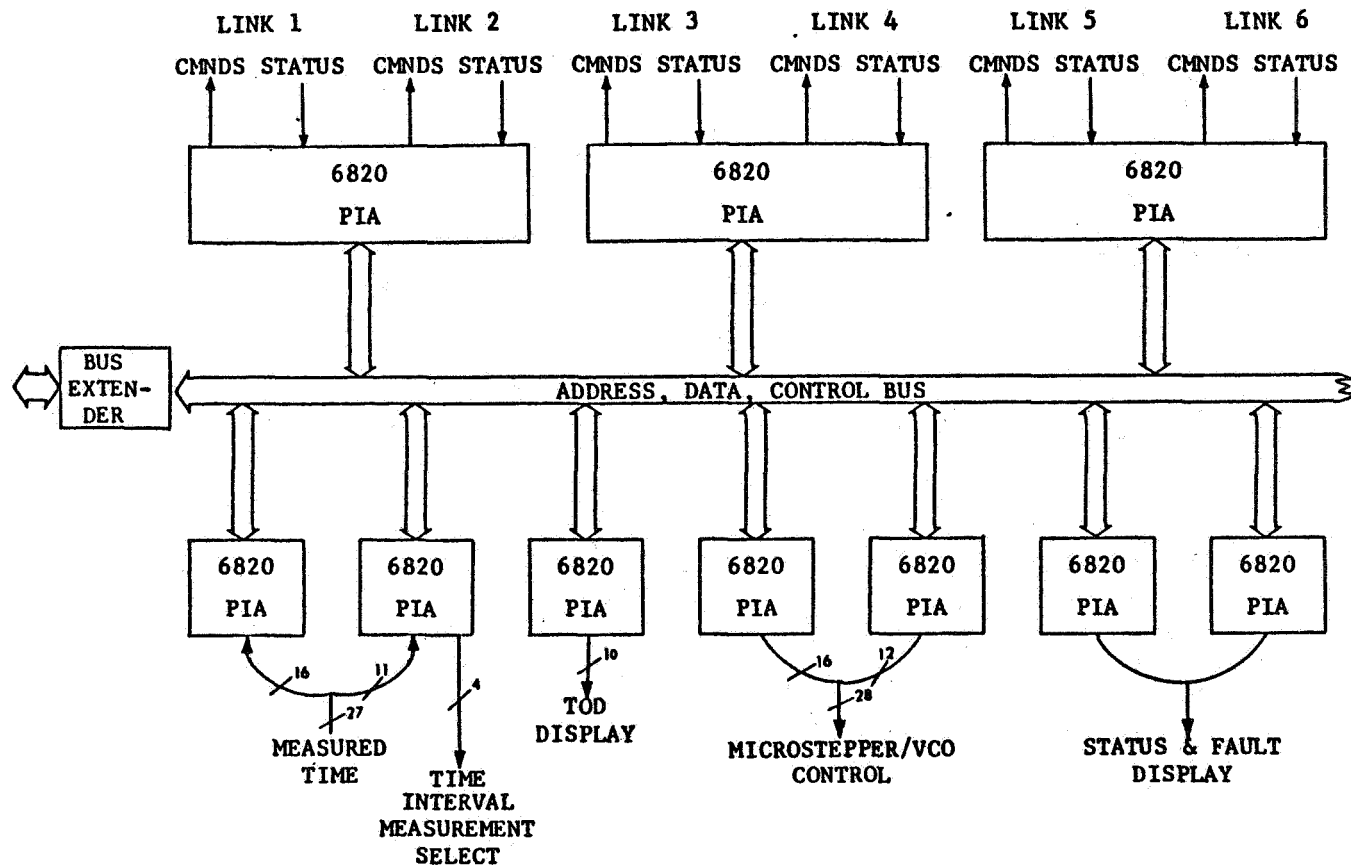 LINK 1 LINK 2 LINK 3 LINK 4 LINK 5 LINK 6
CMNDS STATUS CMNDS STATUS CMNDS STATUS CMNDS STATUS CMNDS STATUS CMNDS STATUS
6820 6820 6820
PIA PIA PIA
BUS
EXTEN-
DER
ADDRESS, DATA, CONTROL BUS
6820 6820 6820 6820 6820 6820 6820
PIA PIA PIA PIA PIA PIA PIA
16 11 4 10 16 12
27 28
MEASURED
TIME
TIME
INTERVAL
MEASUREMENT
SELECT
TOD
DISPLAY
MICROSTEPPER/VCO
CONTROL
STATUS & FAULT
DISPLAY